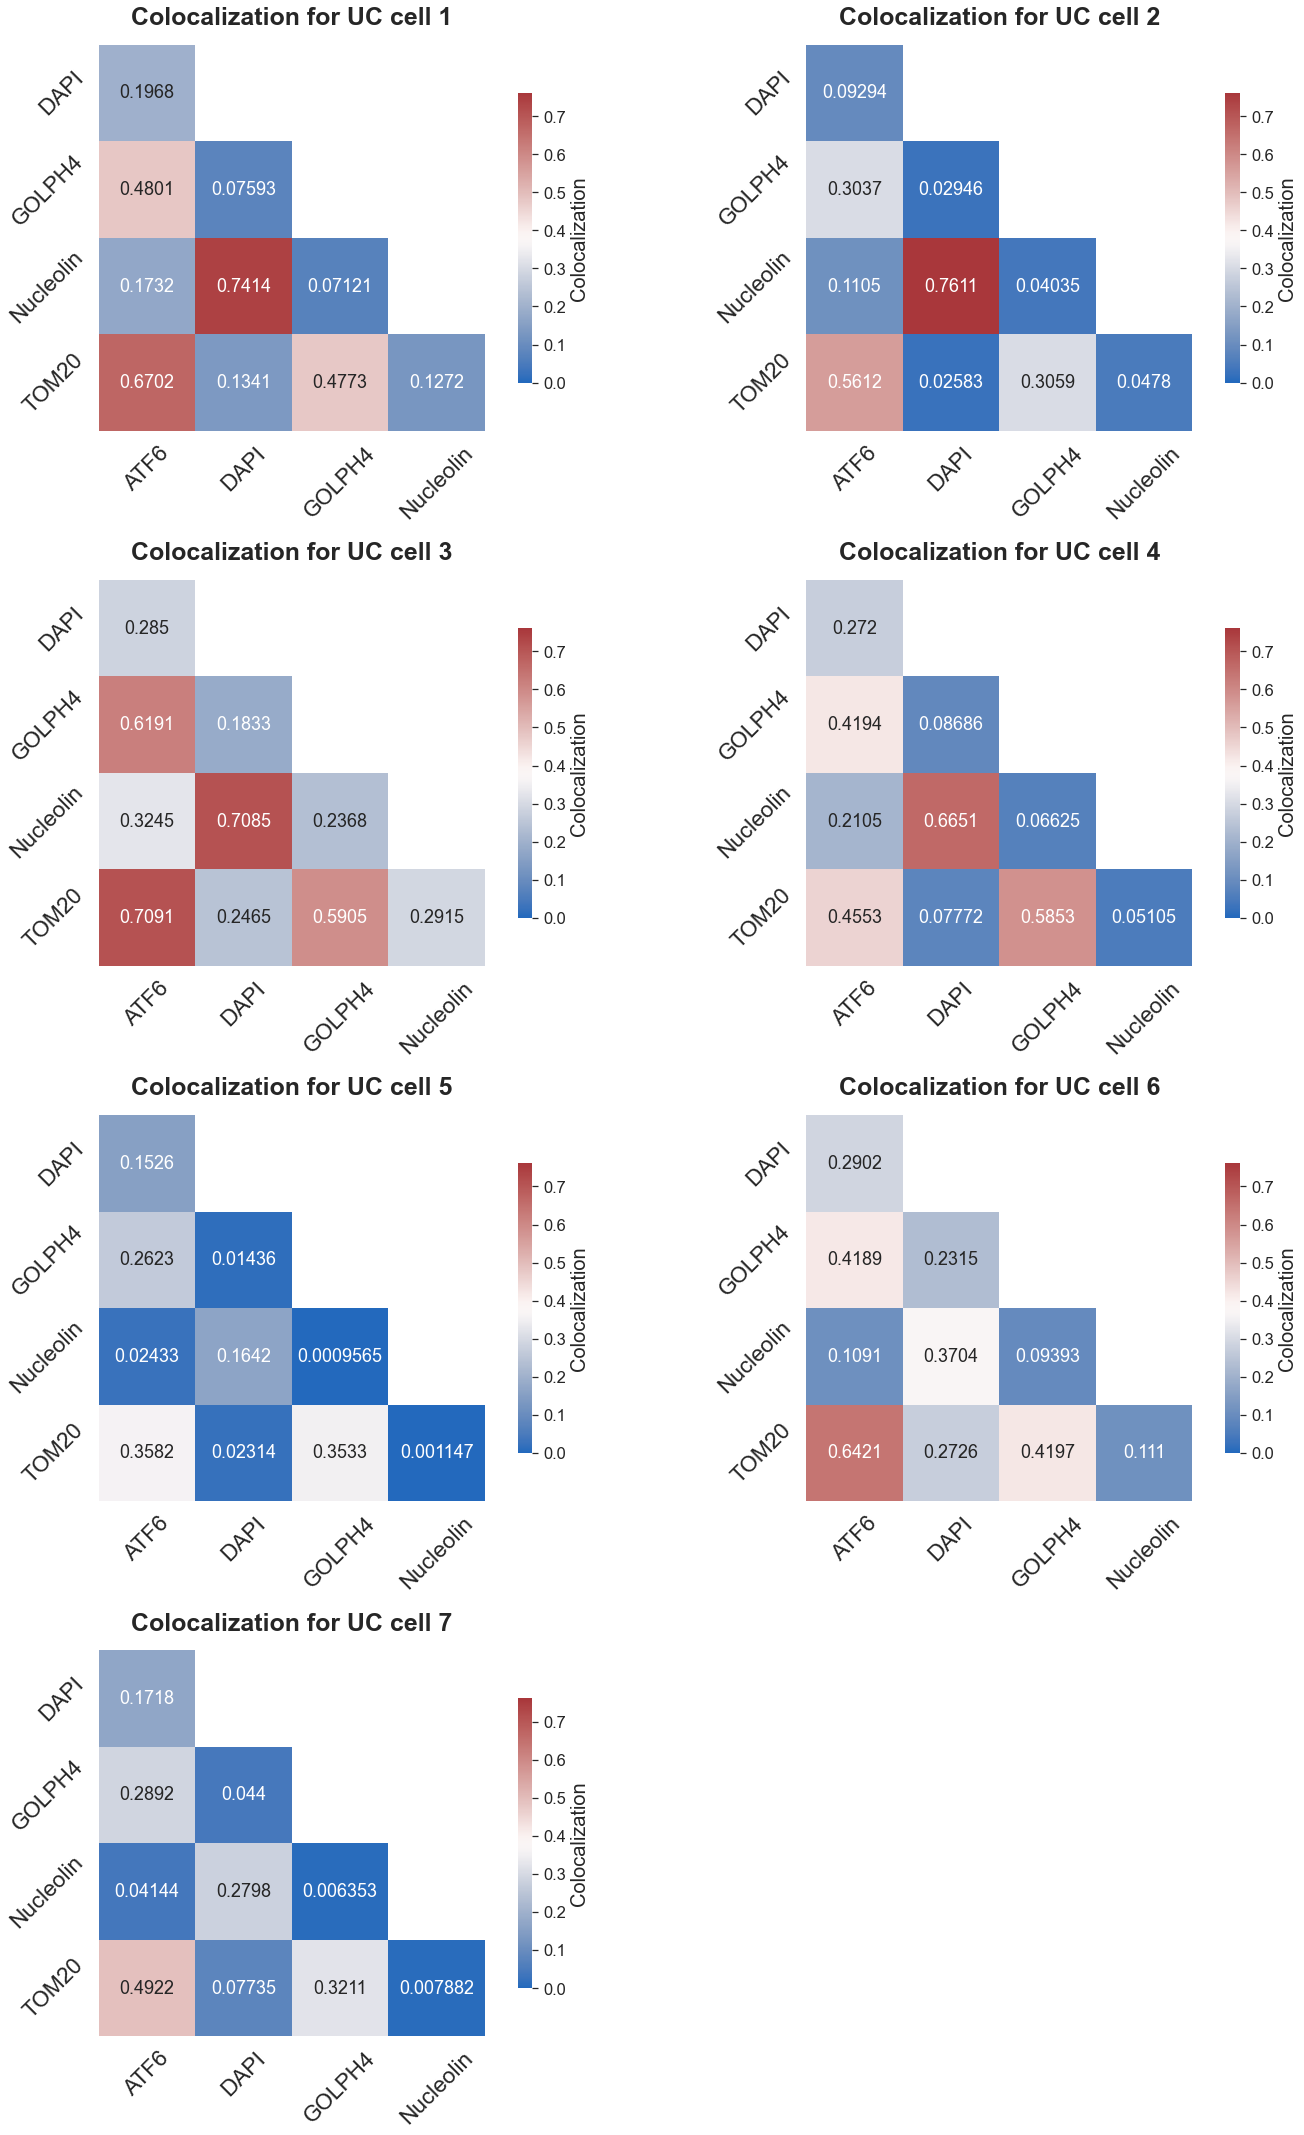 Colocalization for UC cell 1
DAPI
0.1968
GOLPH4
0.4801 0.07593
Nucleolin
0.1732 0.7414 0.07121
TOM20
0.6702 0.1341 0.4773 0.1272
ATF6 DAPI GOLPH4 Nucleolin
0.7
0.6
0.5
0.4
0.3
0.2
0.1
0.0
Colocalization
Colocalization for UC cell 2
DAPI
0.09294
GOLPH4
0.3037 0.02946
Nucleolin
0.1105 0.7611 0.04035
TOM20
0.5612 0.02583 0.3059 0.0478
ATF6 DAPI GOLPH4 Nucleolin
0.7
0.6
0.5
0.4
0.3
0.2
0.1
0.0
Colocalization
Colocalization for UC cell 3
DAPI
0.285
GOLPH4
0.6191 0.1833
Nucleolin
0.3245 0.7085 0.2368
TOM20
0.7091 0.2465 0.5905 0.2915
ATF6 DAPI GOLPH4 Nucleolin
0.7
0.6
0.5
0.4
0.3
0.2
0.1
0.0
Colocalization
Colocalization for UC cell 4
DAPI
0.272
GOLPH4
0.4194 0.08686
Nucleolin
0.2105 0.6651 0.06625
TOM20
0.4553 0.07772 0.5853 0.05105
ATF6 DAPI GOLPH4 Nucleolin
0.7
0.6
0.5
0.4
0.3
0.2
0.1
0.0
Colocalization
Colocalization for UC cell 5
DAPI
0.1526
GOLPH4
0.2623 0.01436
Nucleolin
0.02433 0.1642 0.0009565
TOM20
0.3582 0.02314 0.3533 0.001147
ATF6 DAPI GOLPH4 Nucleolin
0.7
0.6
0.5
0.4
0.3
0.2
0.1
0.0
Colocalization
Colocalization for UC cell 6
DAPI
0.2902
GOLPH4
0.4189 0.2315
Nucleolin
0.1091 0.3704 0.09393
TOM20
0.6421 0.2726 0.4197 0.111
ATF6 DAPI GOLPH4 Nucleolin
0.7
0.6
0.5
0.4
0.3
0.2
0.1
0.0
Colocalization
Colocalization for UC cell 7
DAPI
0.1718
GOLPH4
0.2892 0.044
Nucleolin
0.04144 0.2798 0.006353
TOM20
0.4922 0.07735 0.3211 0.007882
ATF6 DAPI GOLPH4 Nucleolin
0.7
0.6
0.5
0.4
0.3
0.2
0.1
0.0
Colocalization